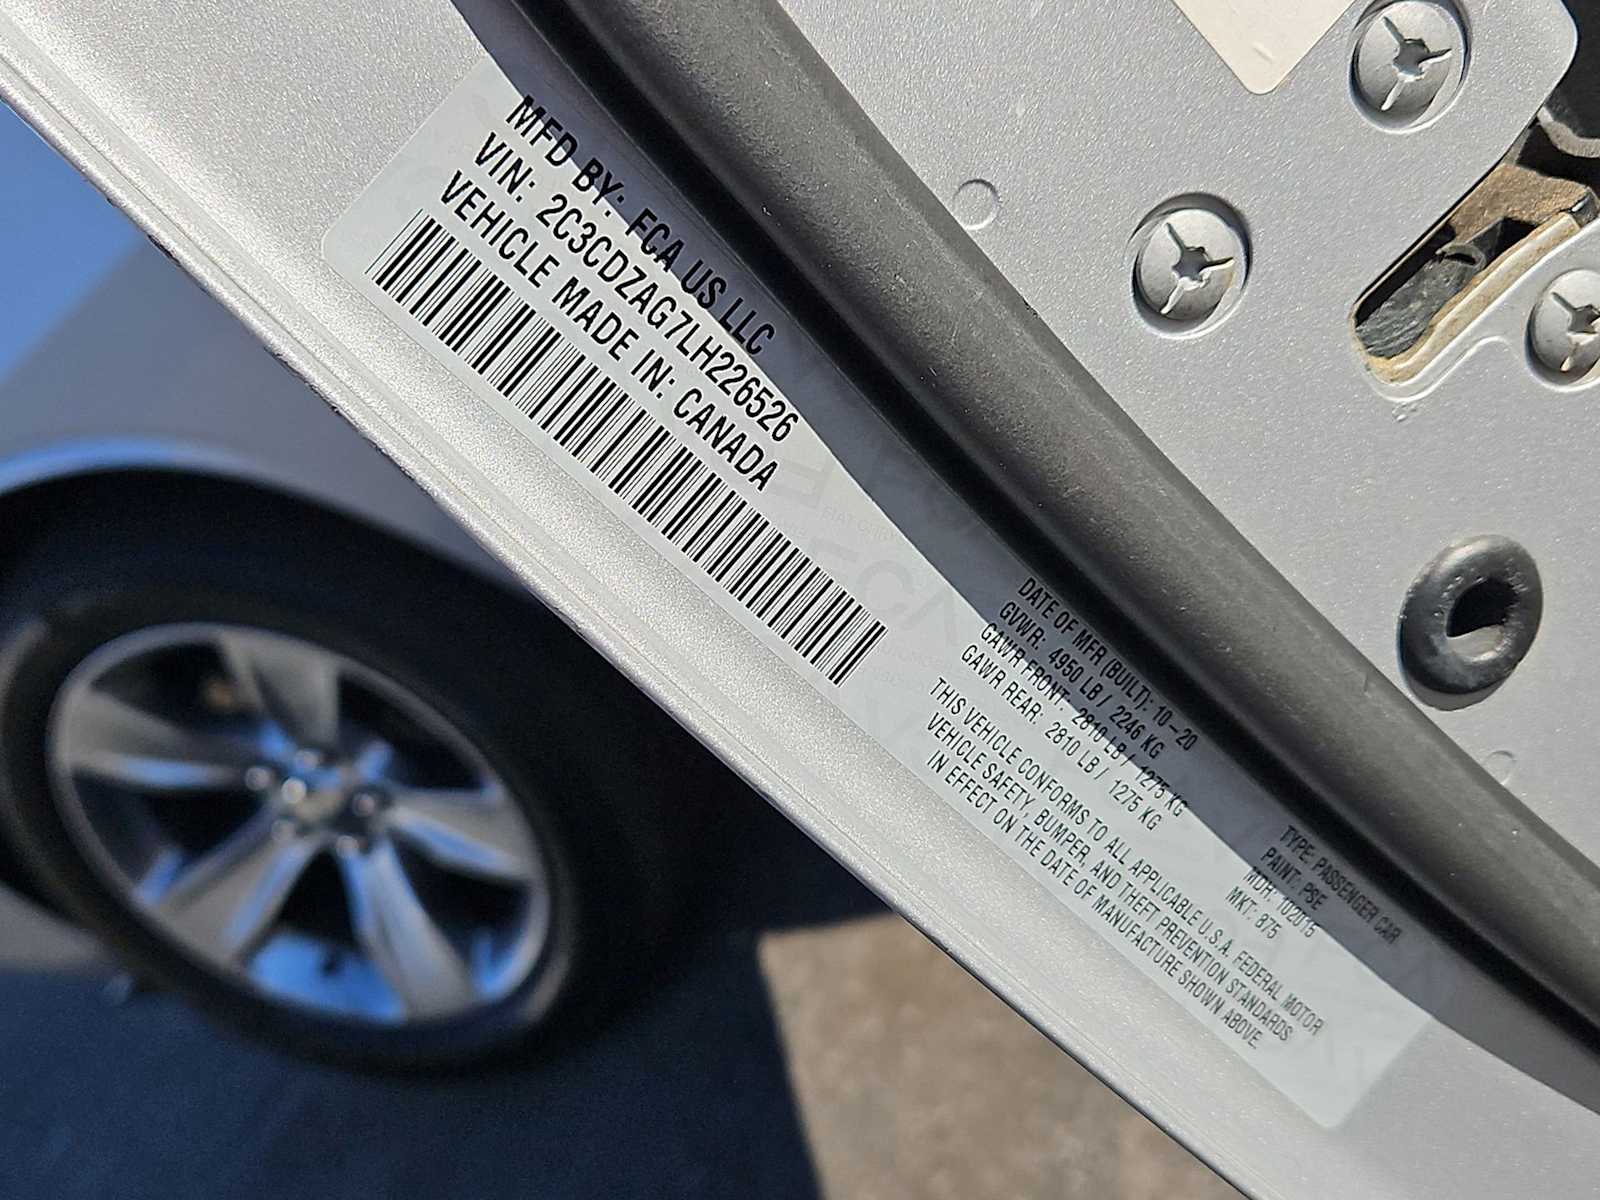 MFD BY: FCA US LLC
VIN: 2C3CDZAG7LH226526
VEHICLE MADE IN: CANADA
DATE OF MFR (BUILT): 10-20
GVWR: 4950 LB / 2246 KG
GAWR FRONT: 2810 LB / 1275 KG
GAWR REAR: 2810 LB / 1275 KG
THIS VEHICLE CONFORMS TO ALL APPLICABLE U.S.A. FEDERAL MOTOR
VEHICLE SAFETY, BUMPER, AND THEFT PREVENTION STANDARDS
IN EFFECT ON THE DATE OF MANUFACTURE SHOWN ABOVE.
TYPE: PASSENGER CAR
PAINT: PSE
MDH: 102015
MKT: 875